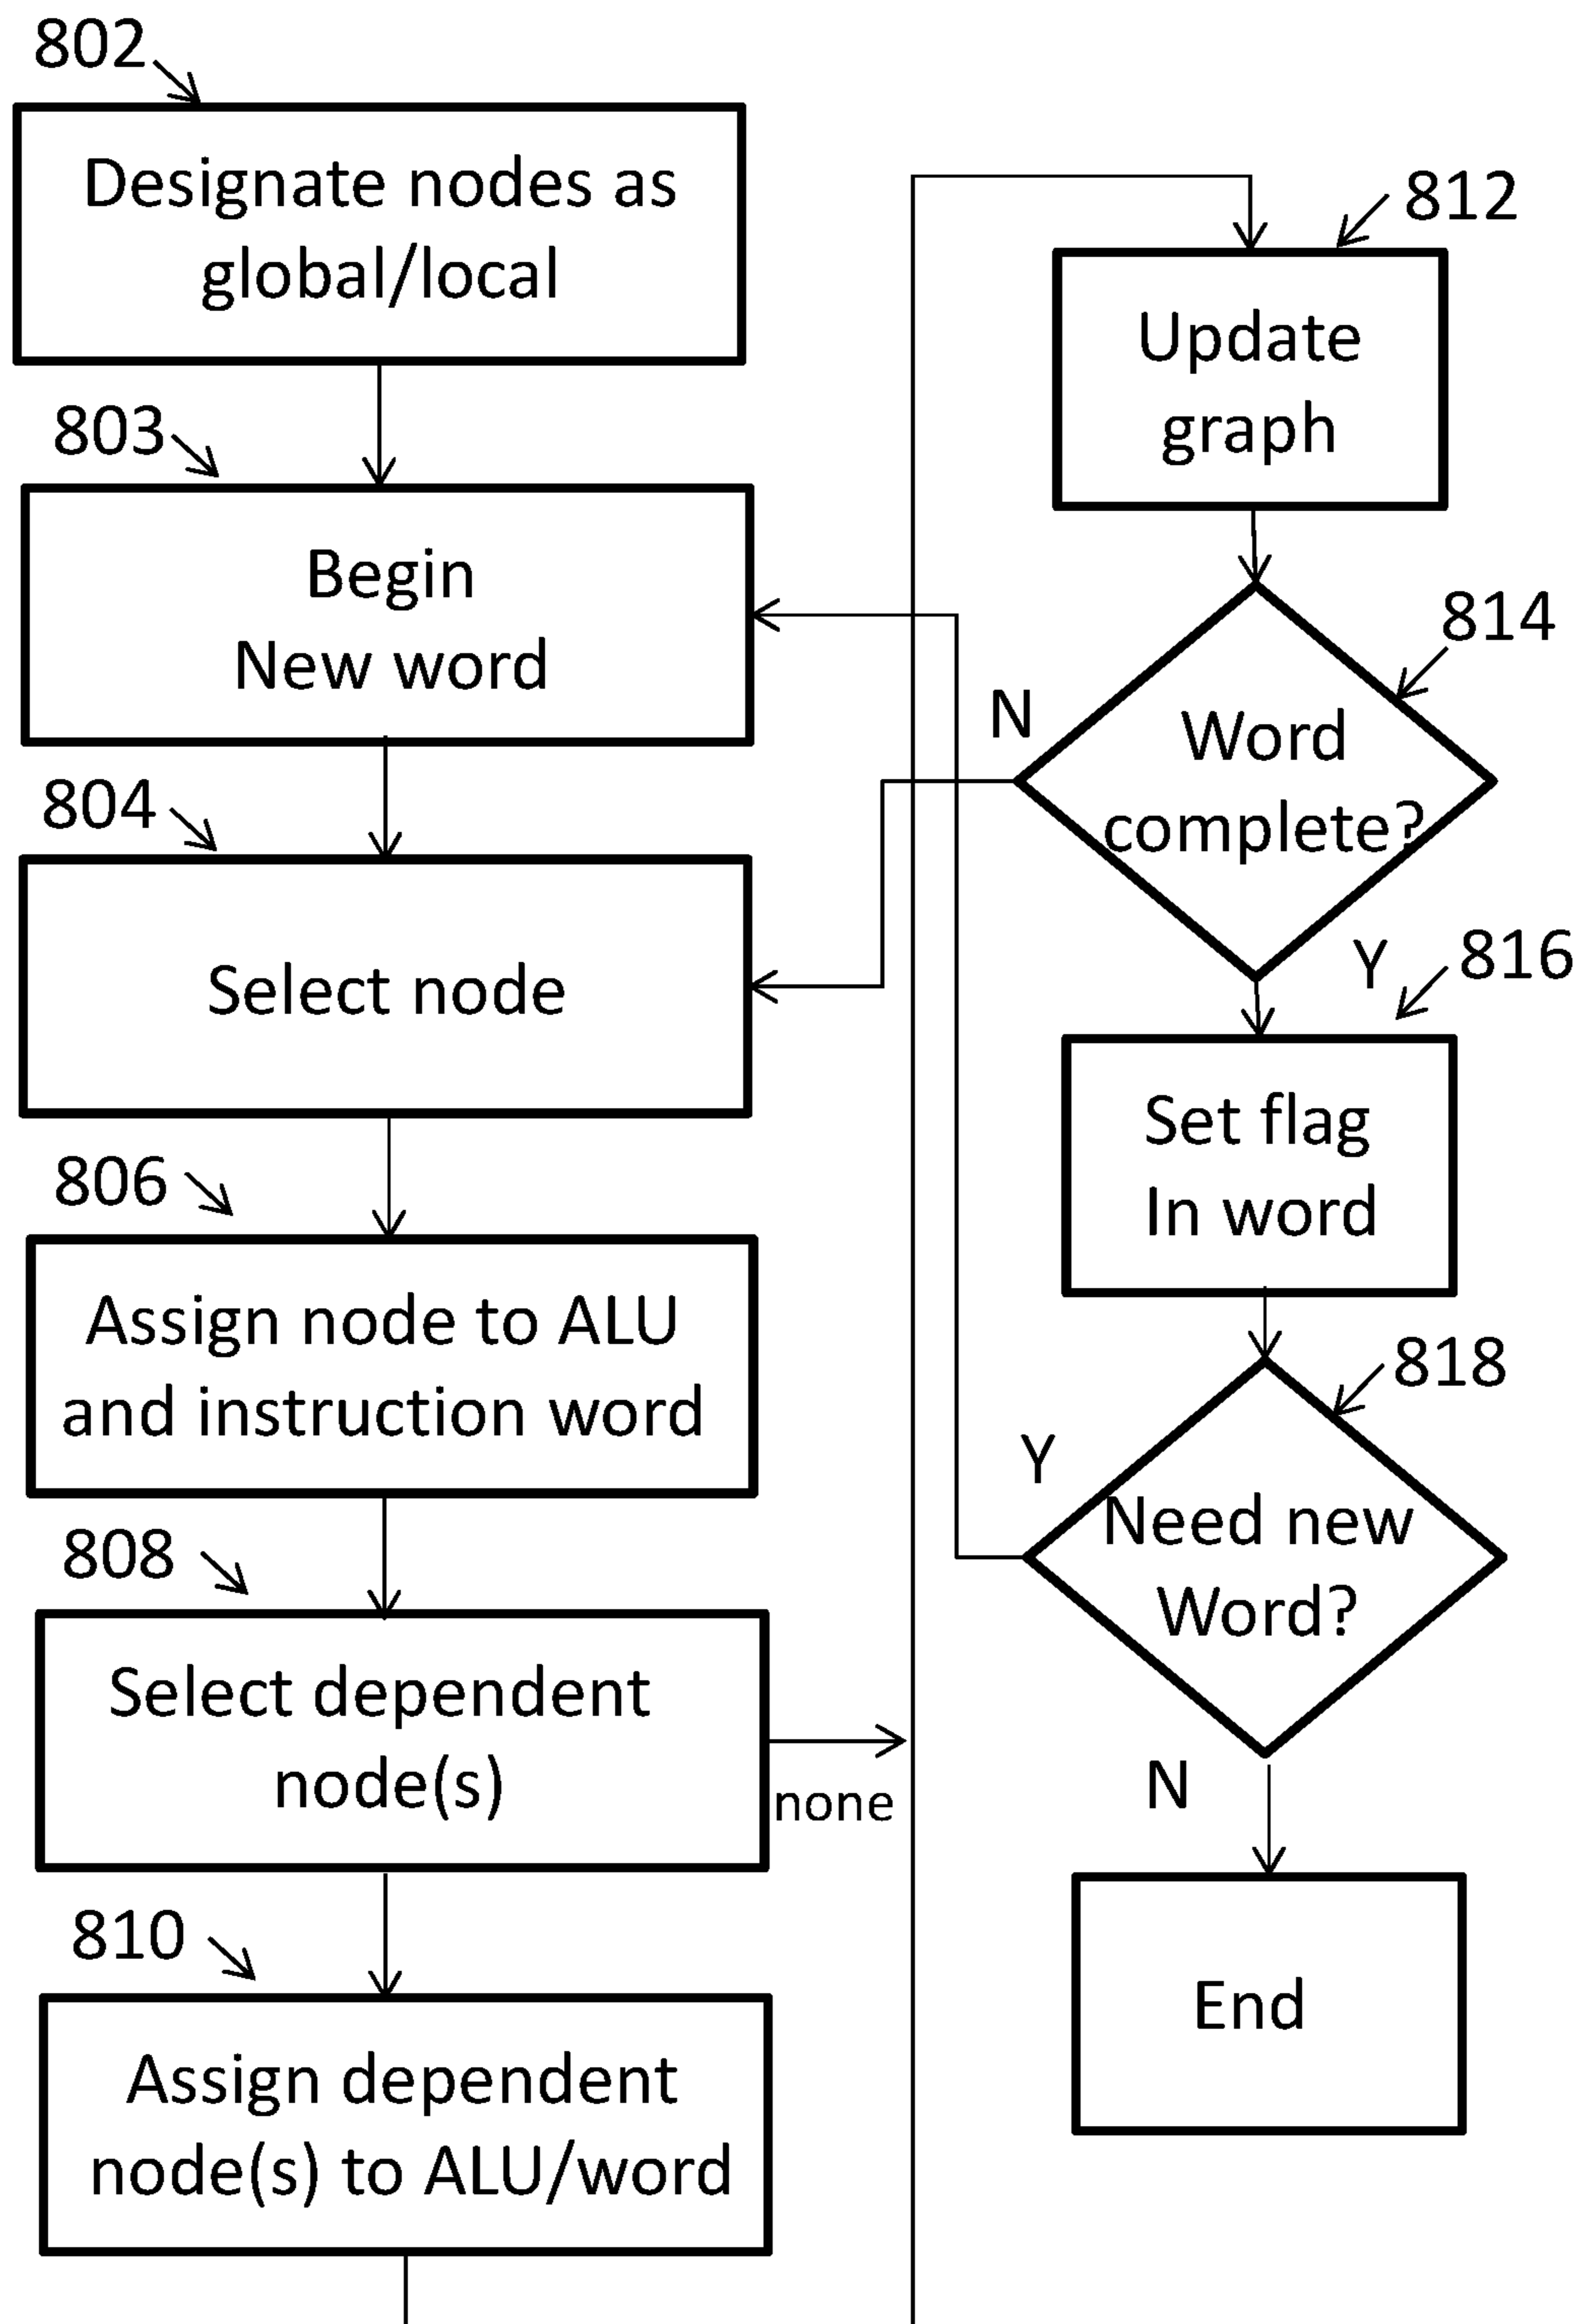 802
Designate nodes as
global/local
803
Begin
New word
804
Select node
806
Assign node to ALU
and instruction word
808
Select dependent
node(s)
none
810
Assign dependent
node(s) to ALU/word
812
Update
graph
814
N
Word
complete?
Y
816
Set flag
In word
818
Y
Need new
Word?
N
End